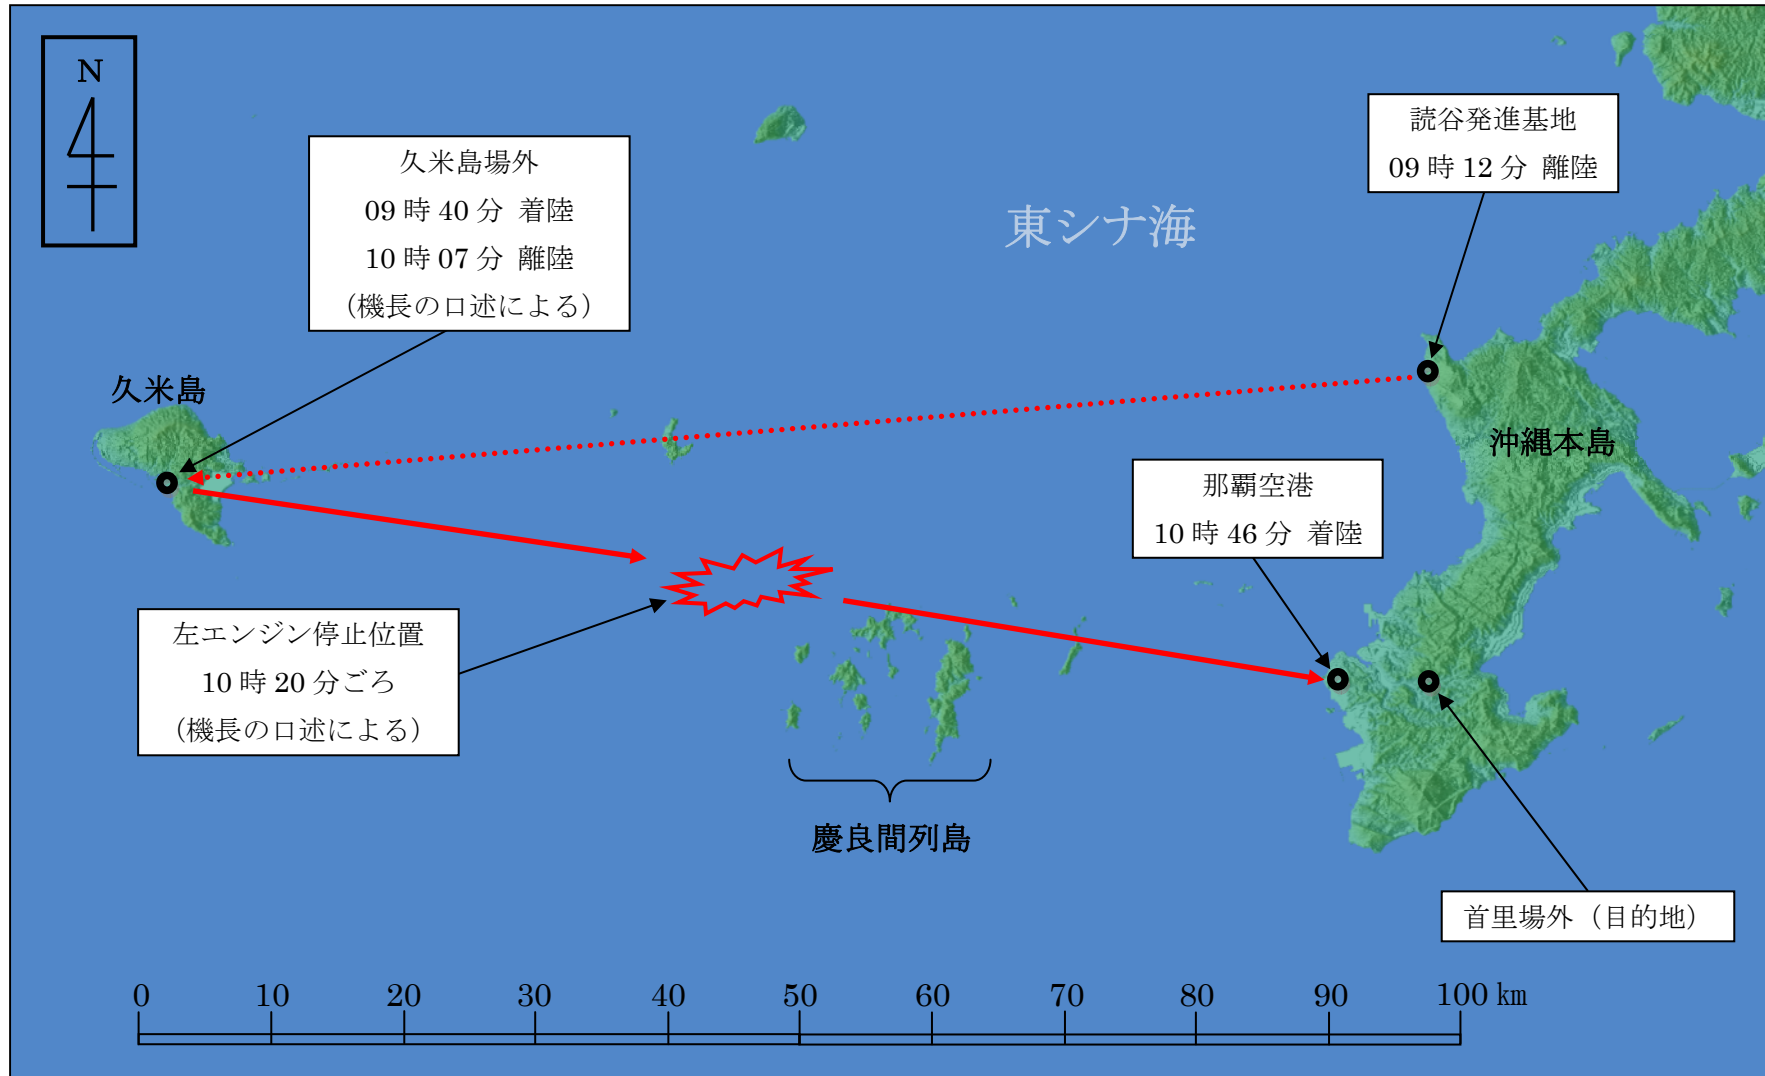 N
久米島場外
09時40分 着陸
10時07分 離陸
（機長の口述による）
読谷発進基地
09時12分 離陸
東シナ海
久米島
沖縄本島
那覇空港
10時46分 着陸
左エンジン停止位置
10時20分ごろ
（機長の口述による）
慶良間列島
首里場外（目的地）
0 10 20 30 40 50 60 70 80 90 100㎞